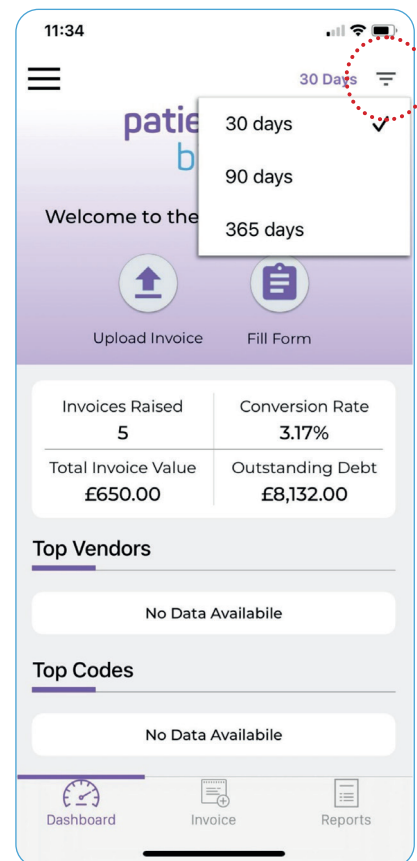 11:34
30 Days
patie
b
30 days
90 days
365 days
Welcome to the
Upload Invoice Fill Form
Invoices Raised Conversion Rate
5 3.17%
Total Invoice Value Outstanding Debt
£650.00 £8,132.00
Top Vendors
No Data Availabile
Top Codes
No Data Availabile
Dashboard Invoice Reports